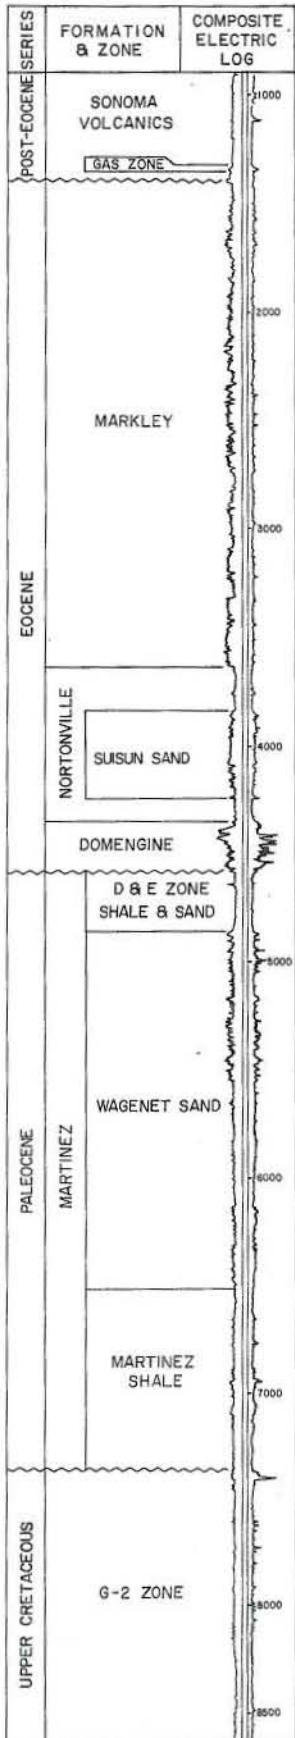 SERIES
FORMATION
& ZONE
COMPOSITE
ELECTRIC
LOG
POST-EOCENE
SONOMA
VOLCANICS
GAS ZONE
1000
EOCENE
MARKLEY
2000
3000
NORTONVILLE
SUISUN SAND
4000
DOMENGINE
PALEOCENE
MARTINEZ
D & E ZONE
SHALE & SAND
5000
WAGENET SAND
6000
MARTINEZ
SHALE
7000
UPPER CRETACEOUS
G-2 ZONE
8000
8500